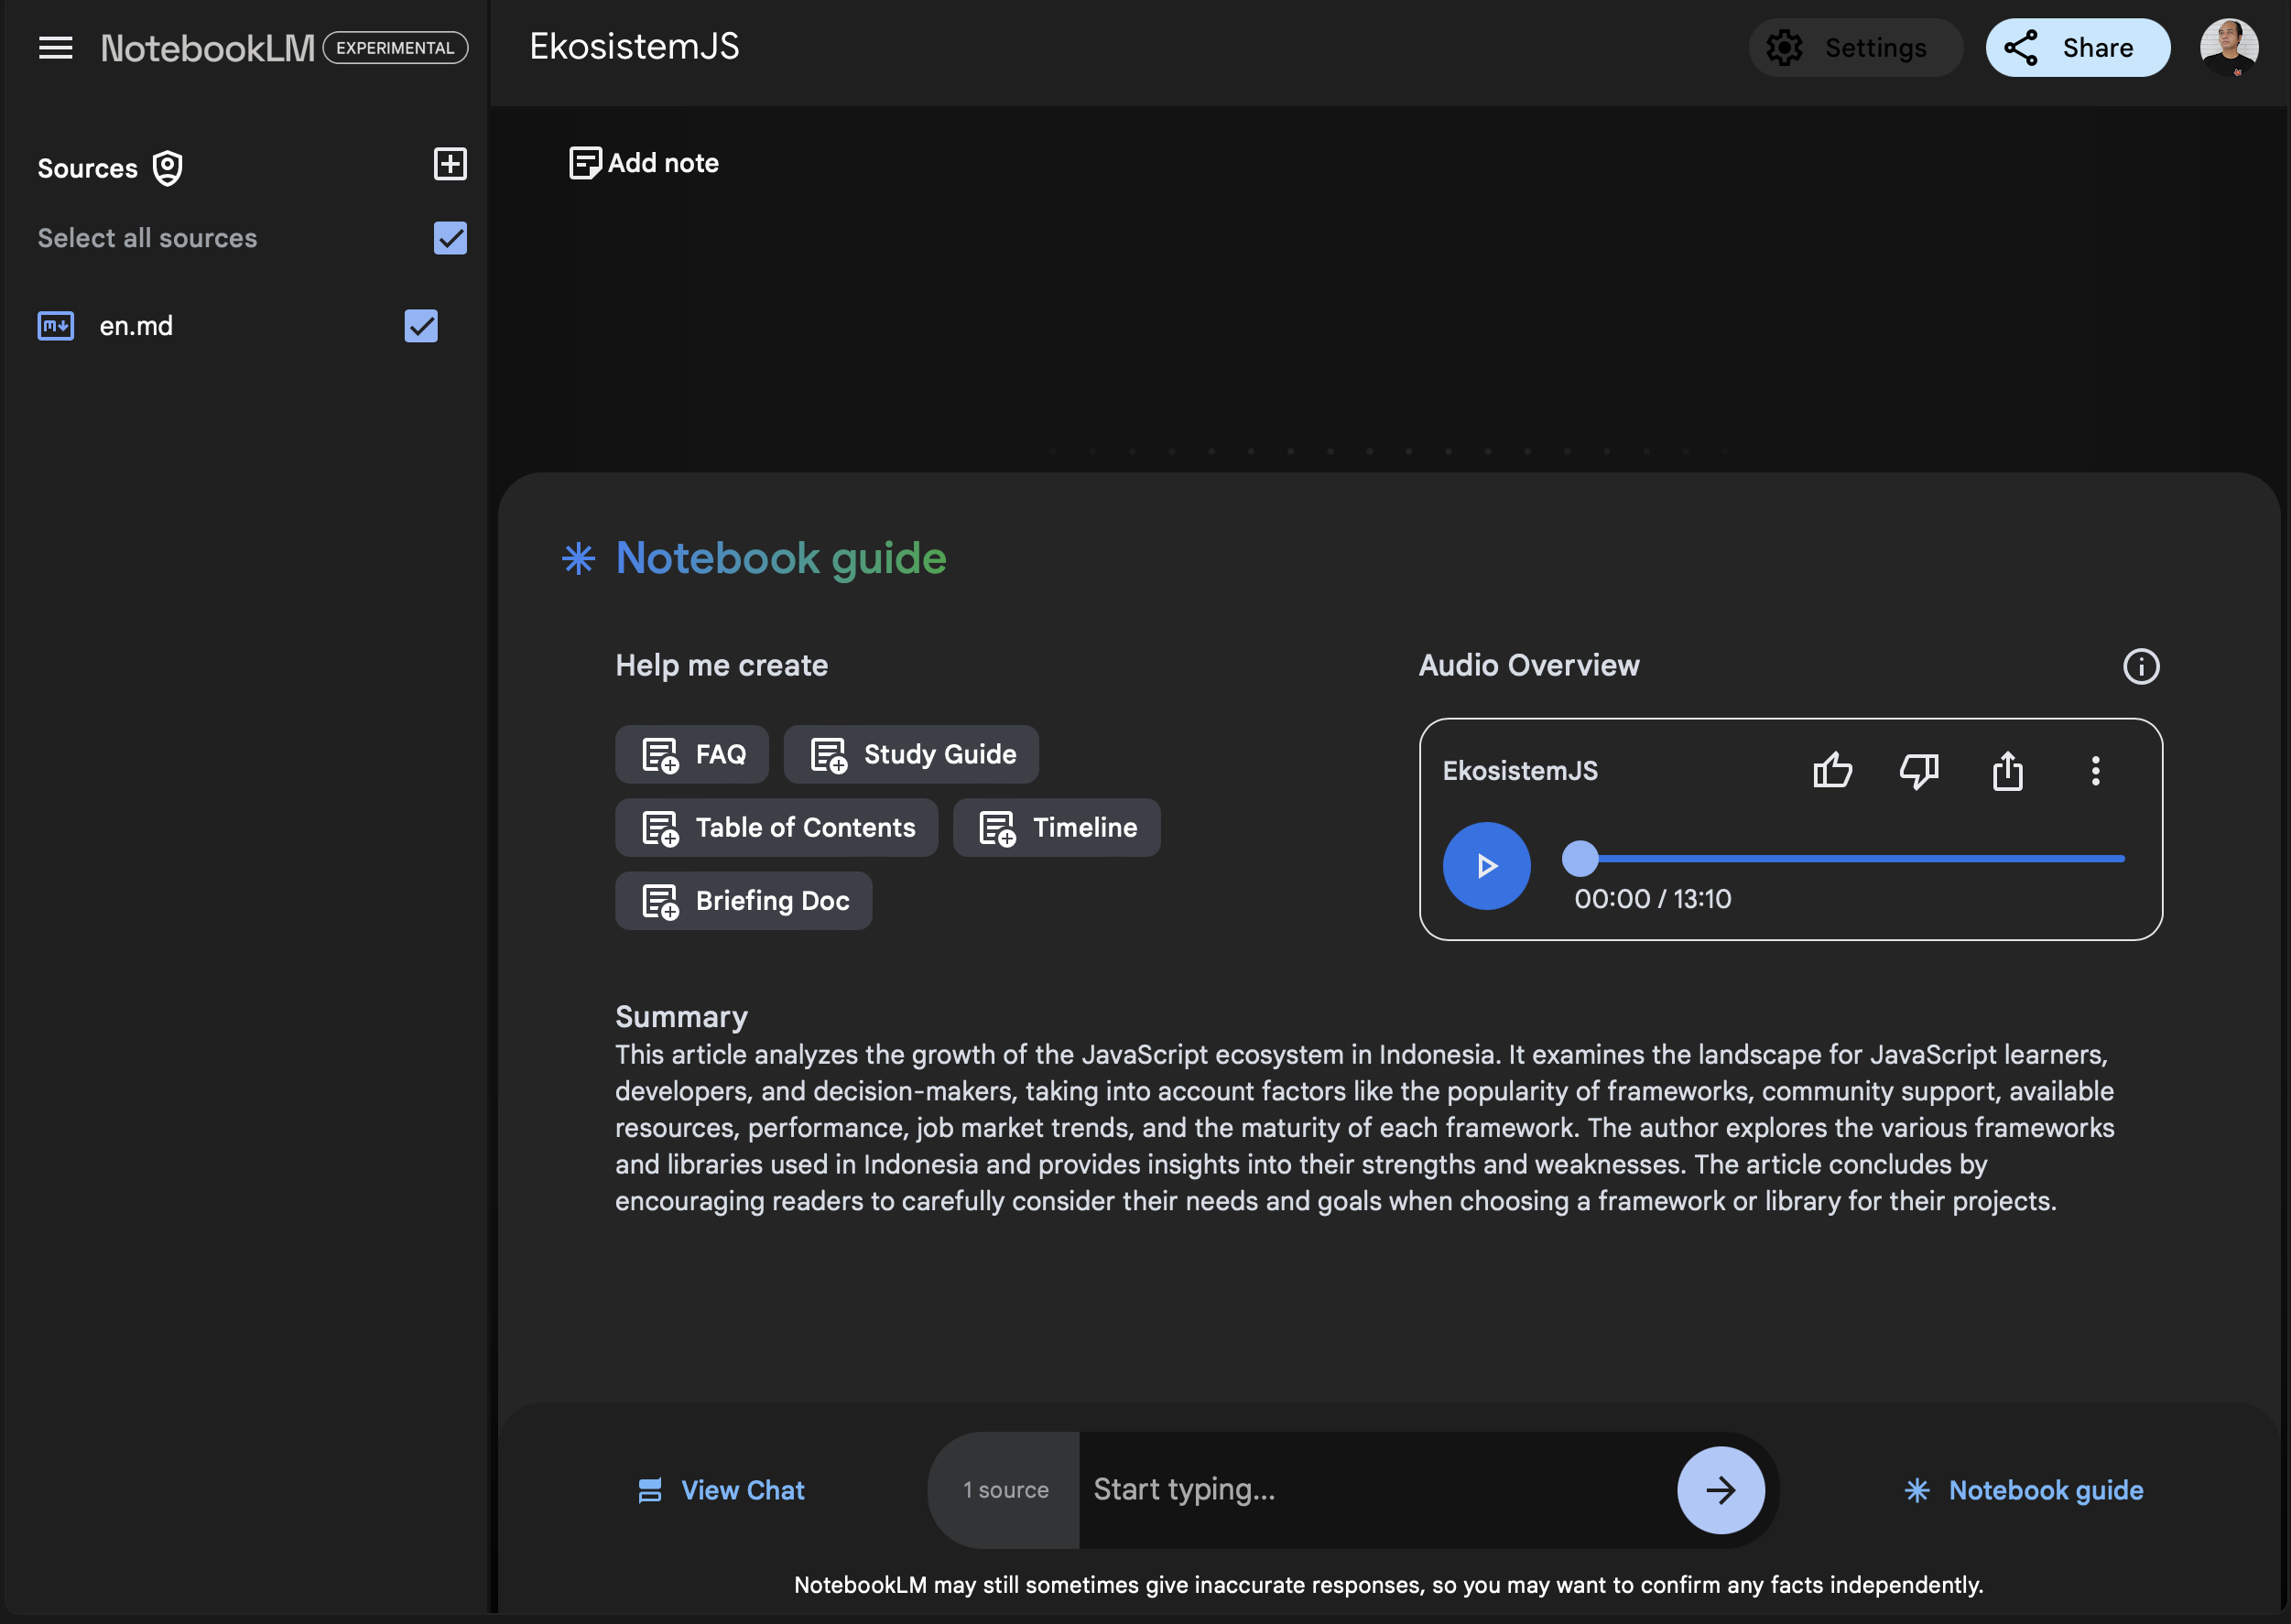 NotebookLM EXPERIMENTAL
EkosistemJS
Settings
Share
Sources
Select all sources
en.md
Add note
Notebook guide
Help me create
FAQ
Study Guide
Table of Contents
Timeline
Briefing Doc
Audio Overview
EkosistemJS
00:00 / 13:10
Summary
This article analyzes the growth of the JavaScript ecosystem in Indonesia. It examines the landscape for JavaScript learners,
developers, and decision-makers, taking into account factors like the popularity of frameworks, community support, available
resources, performance, job market trends, and the maturity of each framework. The author explores the various frameworks
and libraries used in Indonesia and provides insights into their strengths and weaknesses. The article concludes by
encouraging readers to carefully consider their needs and goals when choosing a framework or library for their projects.
View Chat
1 source
Start typing...
Notebook guide
NotebookLM may still sometimes give inaccurate responses, so you may want to confirm any facts independently.